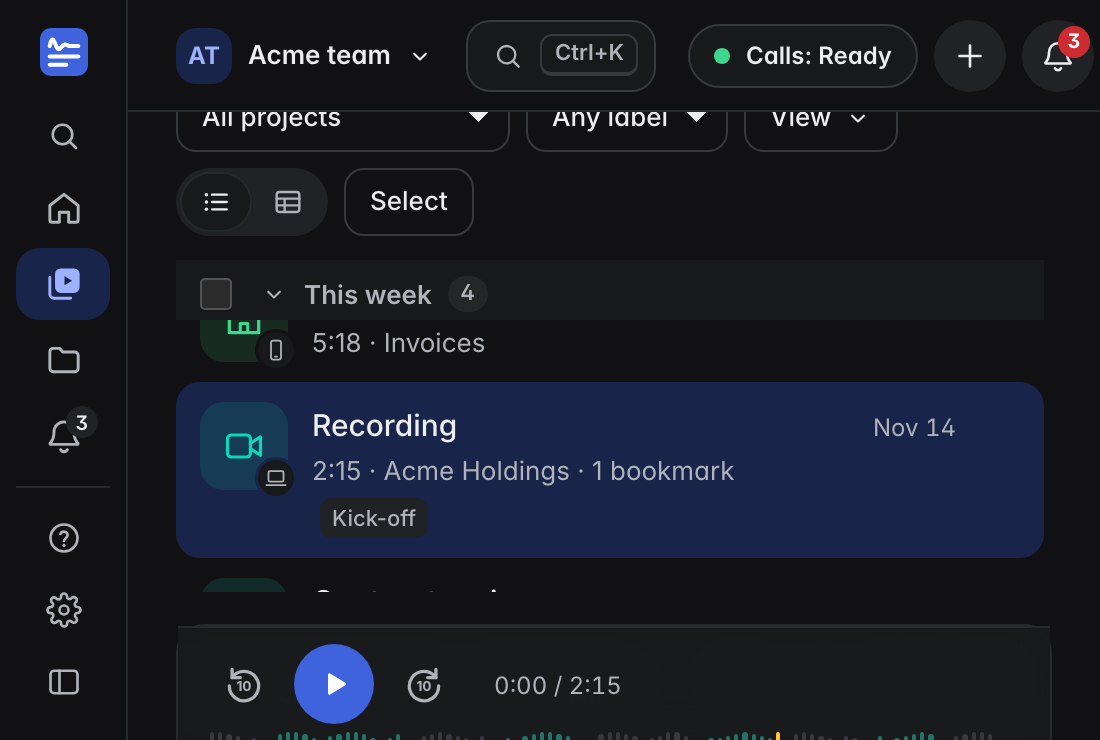 AT Acme team Ctrl+K Calls: Ready 3
All projects Any label View
Select
This week 4
5:18 · Invoices
Recording Nov 14
2:15 · Acme Holdings · 1 bookmark
Kick-off
3
10 10 0:00 / 2:15